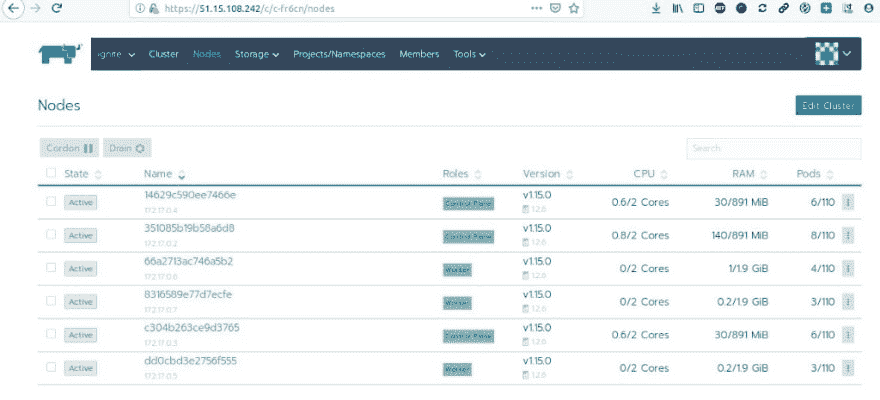 https://51.15.108.242/c/c-fr6cn/nodes
ignite Cluster Nodes Storage Projects/Namespaces Members Tools
Nodes
Edit Cluster
Cordon Drain
Search
State Name Roles Version CPU RAM Pods
Active 14629c590ee7466e Control Plane v1.15.0 0.6/2 Cores 30/891 MiB 6/110
172.17.0.4 1.2.6
Active 351085b19b58a6d8 Control Plane v1.15.0 0.8/2 Cores 140/891 MiB 8/110
172.17.0.2 1.2.6
Active 66a2713ac746a5b2 Worker v1.15.0 0/2 Cores 1/1.9 GiB 4/110
172.17.0.6 1.2.6
Active 8316589e77d7ecfe Worker v1.15.0 0/2 Cores 0.2/1.9 GiB 3/110
172.17.0.7 1.2.6
Active c304b263ce9d3765 Control Plane v1.15.0 0.6/2 Cores 30/891 MiB 6/110
172.17.0.3 1.2.6
Active dd0cbd3e2756f555 Worker v1.15.0 0/2 Cores 0.2/1.9 GiB 3/110
172.17.0.5 1.2.6